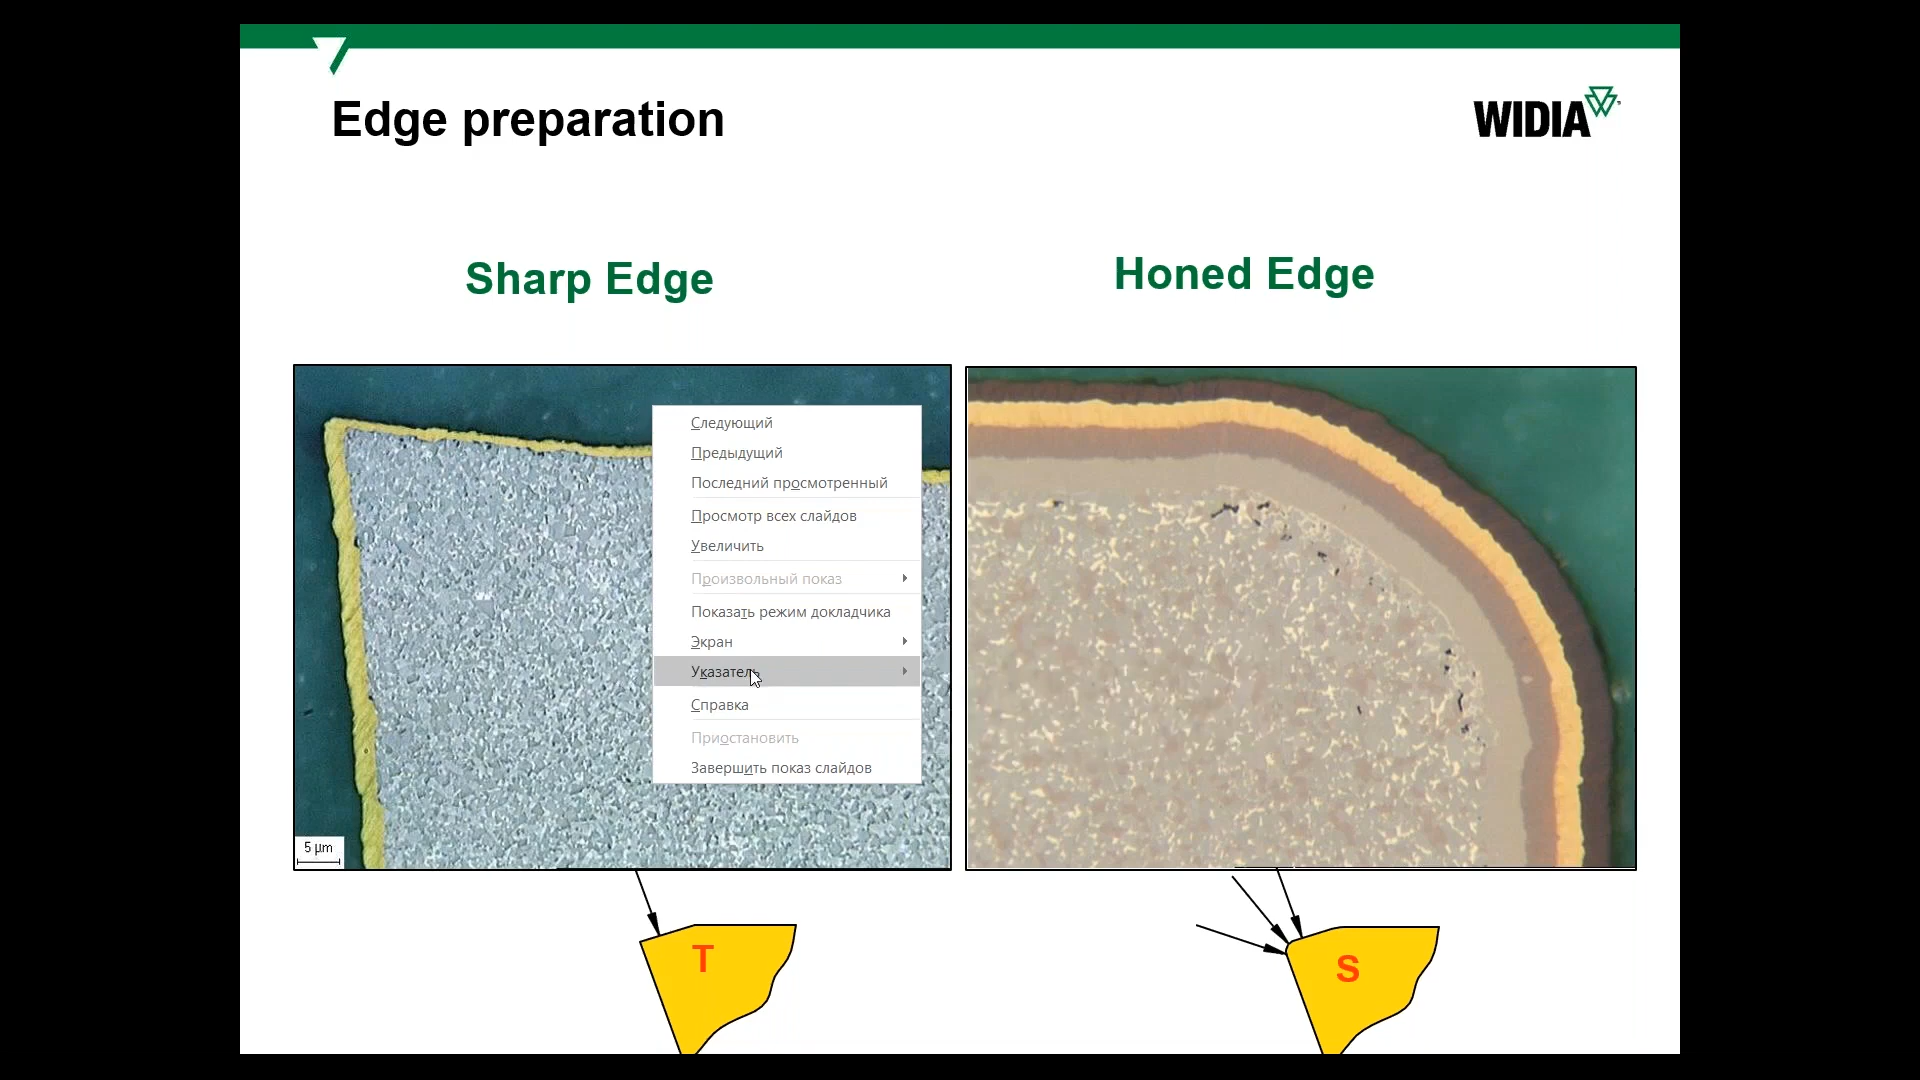 Edge preparation
WIDIA
Sharp Edge
Honed Edge
Следующий
Предыдущий
Последний просмотренный
Просмотр всех слайдов
Увеличить
Произвольный показ
Показать режим докладчика
Экран
Указатель
Справка
Приостановить
Завершить показ слайдов
5 µm
T
S